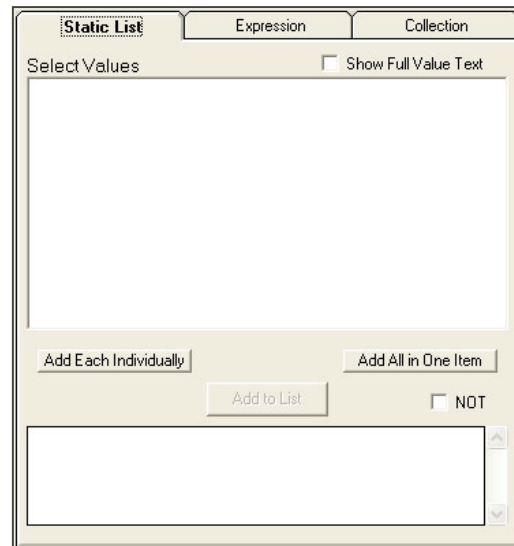 Static List Expression Collection
Select Values Show Full Value Text
Add Each Individually Add All in One Item
Add to List NOT